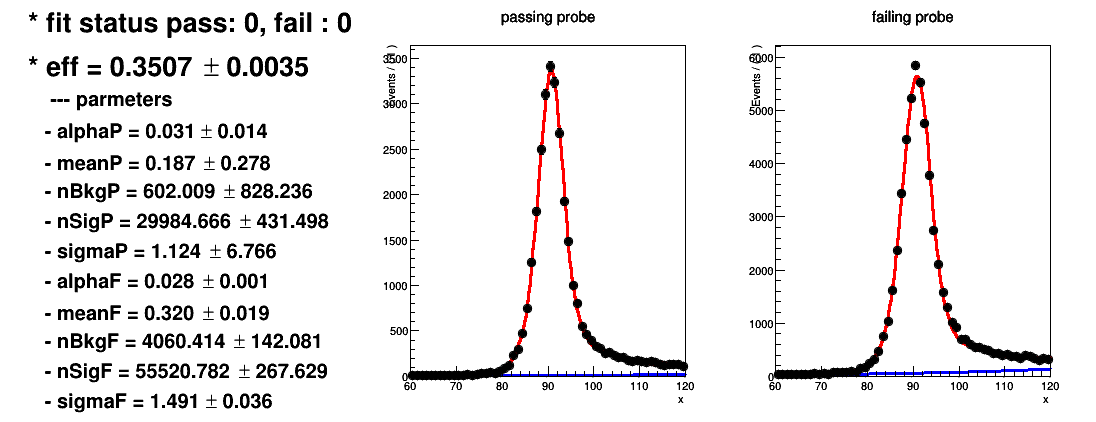 * fit status pass: 0, fail : 0
* eff = 0.3507 ± 0.0035
--- parmeters
- alphaP = 0.031 ± 0.014
- meanP = 0.187 ± 0.278
- nBkgP = 602.009 ± 828.236
- nSigP = 29984.666 ± 431.498
- sigmaP = 1.124 ± 6.766
- alphaF = 0.028 ± 0.001
- meanF = 0.320 ± 0.019
- nBkgF = 4060.414 ± 142.081
- nSigF = 55520.782 ± 267.629
- sigmaF = 1.491 ± 0.036
passing probe
3500
3000
2500
2000
1500
1000
500
0
60 70 80 90 100 110 120
x
failing probe
6000
5000
4000
3000
2000
1000
0
60 70 80 90 100 110 120
x